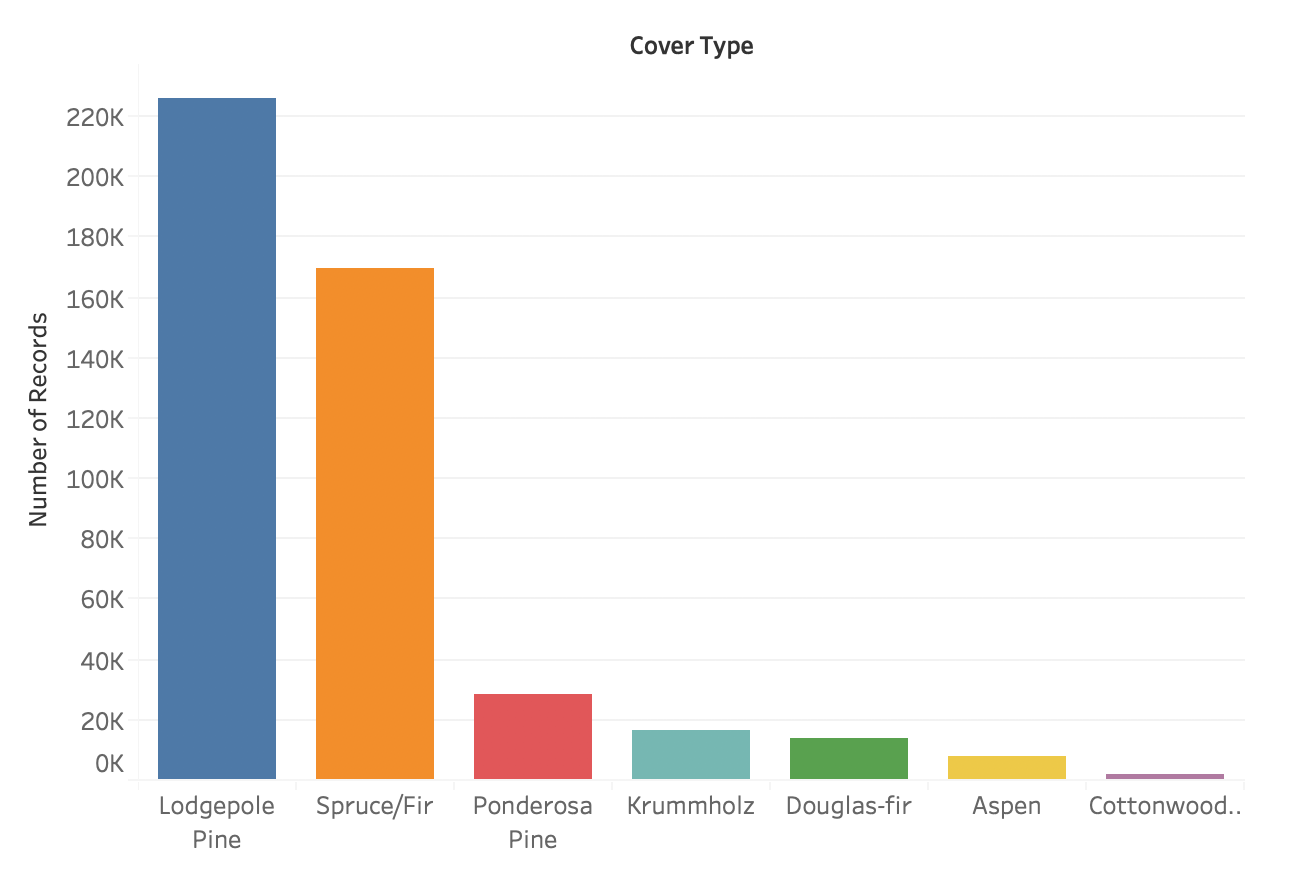 Cover Type
Number of Records
220K
200K
180K
160K
140K
120K
100K
80K
60K
40K
20K
0K
Lodgepole
Pine
Spruce/Fir
Ponderosa
Pine
Krummholz
Douglas-fir
Aspen
Cottonwood..